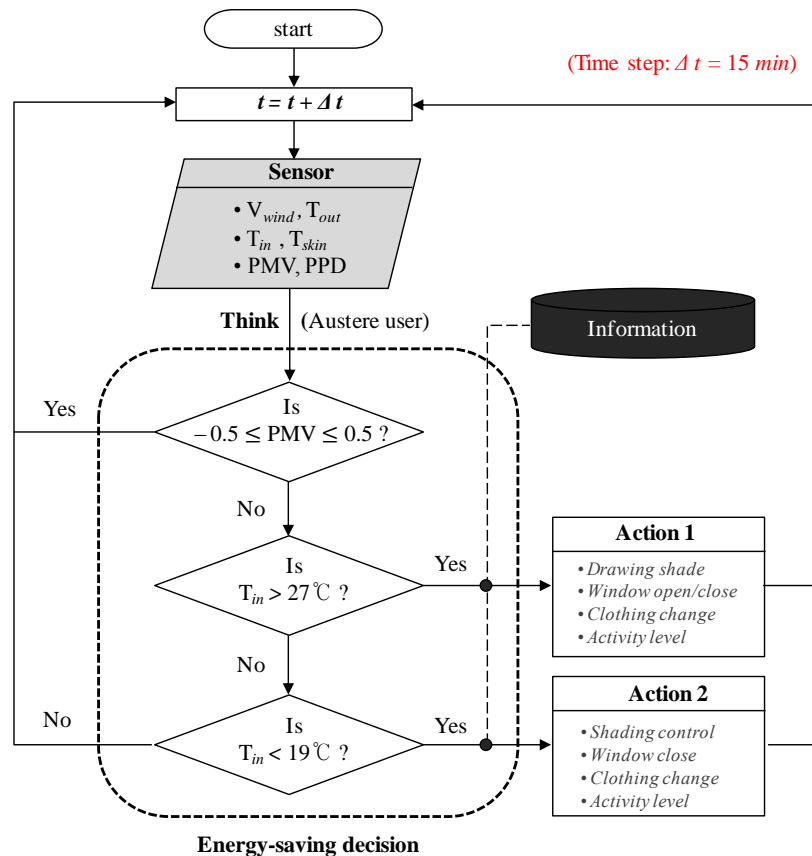 start
(Time step: Δ t = 15 min)
t = t + Δ t
Sensor
• V_wind, T_out
• T_in , T_skin
• PMV, PPD
Think (Austere user)
Information
Yes
Is
– 0.5 ≤ PMV ≤ 0.5 ?
No
Is
T_in > 27℃ ?
Yes
Action 1
• Drawing shade
• Window open/close
• Clothing change
• Activity level
No
No
Is
T_in < 19℃ ?
Yes
Action 2
• Shading control
• Window close
• Clothing change
• Activity level
Energy-saving decision